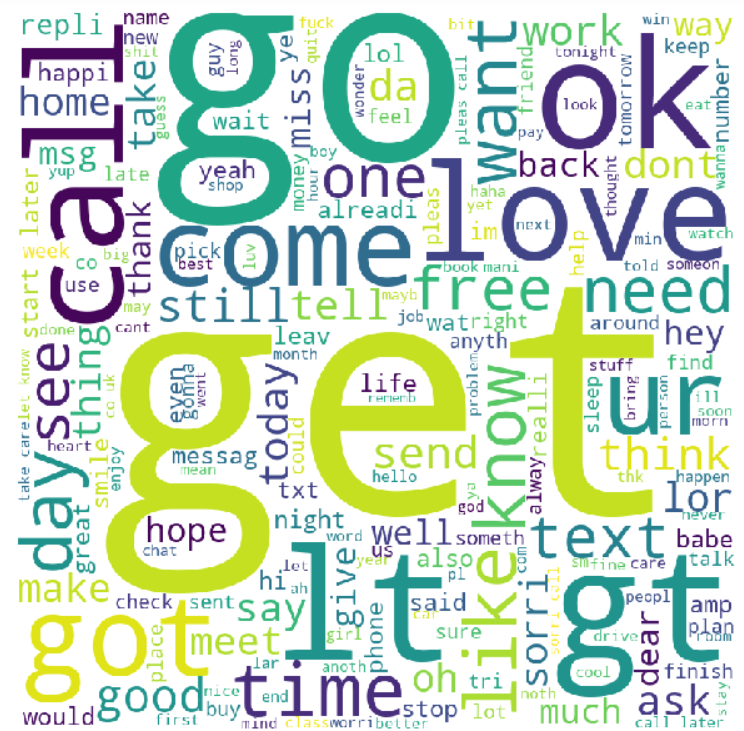 repli
name
new
shit
fuck
quit
go
guy
long
lol
ye
bit
want
work
win
way
keep
tonight
happi
home
call
take
guess
wait
miss
da
feel
wonder
pleas call
friend
ok
look
eat
tomorrow
number
msg
yup
late
yeah
shop
boy
hour
money
one
alreadi
pay
back
dont
wanna
thought
start later
week
co
big
use
thank
pick
best
luv
come
pleas
im
haha
yet
love
next
min
watch
help
told
someon
may
done
cant
still
tell
mayb
job
book
mani
free
need
wat
right
leav
month
anyth
around
hey
find
see
thing
co uk
even
gonna
went
today
get
life
rememb
problem
know
realli
ur
stuff
bring
person
ill
soon
morn
sleep
day
take care
let know
heart
great
smile
enjoy
messag
mean
could
hello
send
ya
god
alway
think
thk
happen
never
lor
hope
chat
txt
night
word
us
well
someth
text
babe
talk
make
check
sent
hi
let
ah
lt
year
give
also
pl
com
like
sm
fine
care
gt
peopl
amp
plan
room
got
place
meet
say
girl
anoth
phone
said
car
sure
oh
tri
sorri
sorri call
cool
drive
dear
finish
would
good
first
nice
buy
lar
end
mind
time
class
worri
better
stop
lot
noth
much
ask
call later
stay